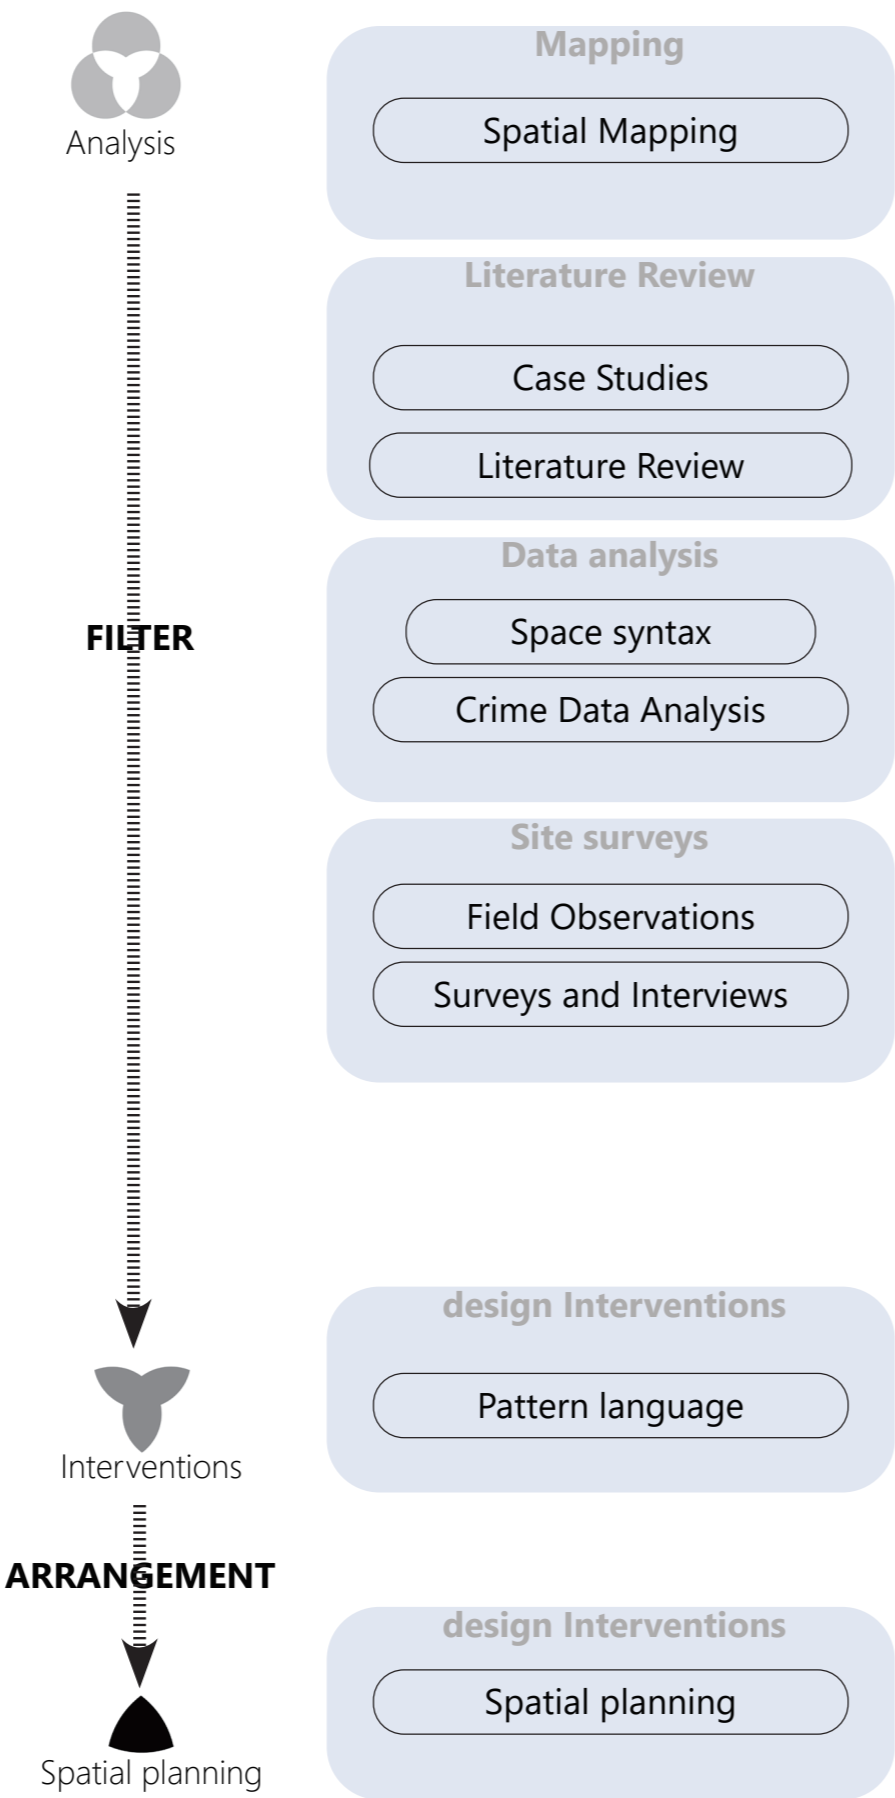 Analysis
Mapping
Spatial Mapping
Literature Review
Case Studies
Literature Review
Data analysis
Space syntax
Crime Data Analysis
FILTER
Site surveys
Field Observations
Surveys and Interviews
Interventions
design Interventions
Pattern language
ARRANGEMENT
Spatial planning
design Interventions
Spatial planning